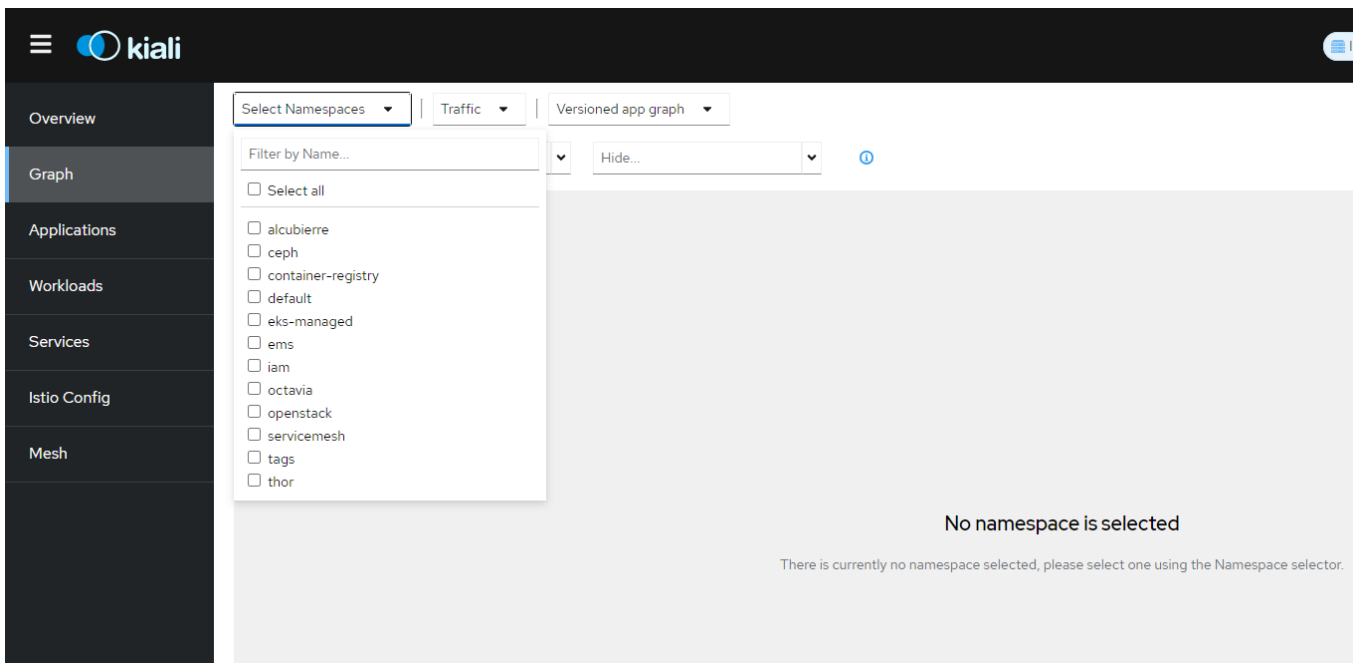 kiali
Overview
Graph
Applications
Workloads
Services
Istio Config
Mesh
Select Namespaces
Traffic
Versioned app graph
Filter by Name...
Hide...
Select all
alcubierre
ceph
container-registry
default
eks-managed
ems
iam
octavia
openstack
servicemesh
tags
thor
No namespace is selected
There is currently no namespace selected, please select one using the Namespace selector.